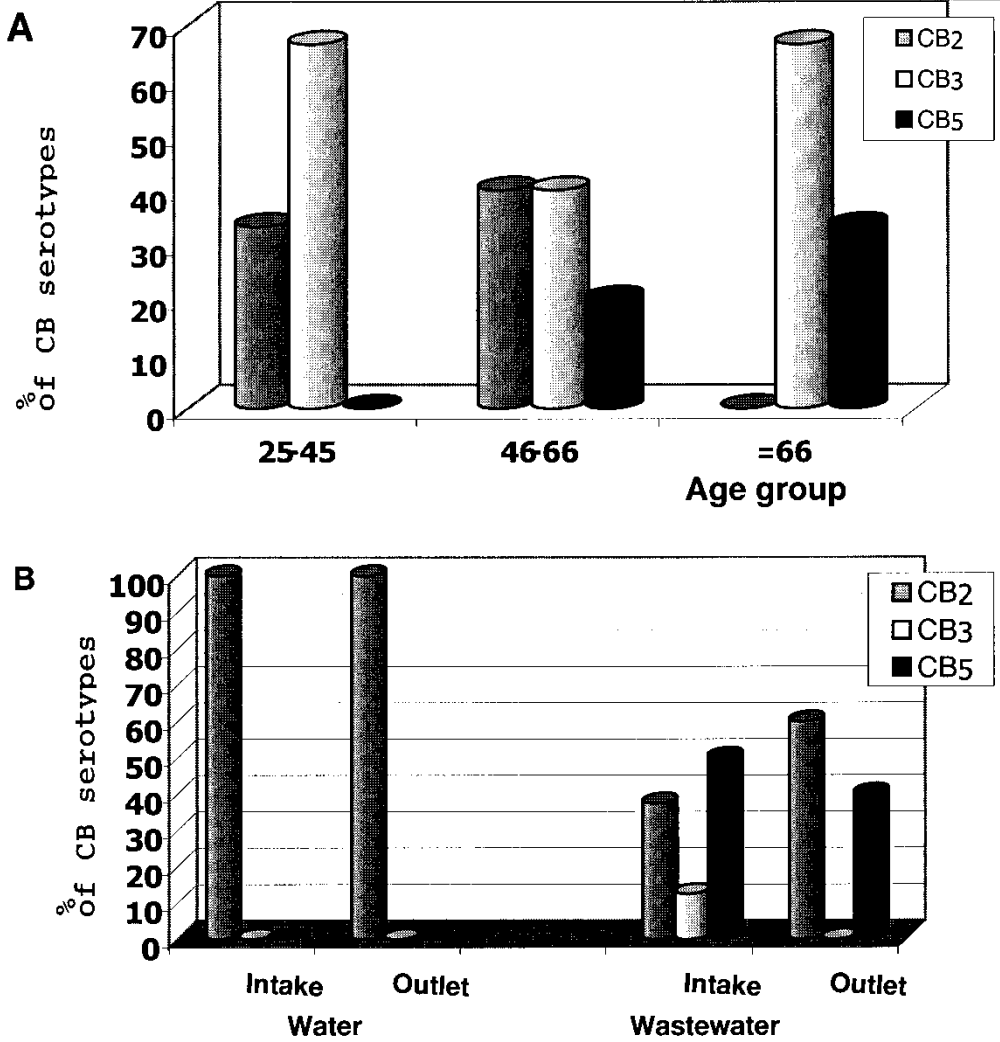 A
70
60
50
40
30
20
10
0
% of CB serotypes
CB2
CB3
CB5
25-45 46-66 =66
Age group
B
100
90
80
70
60
50
40
30
20
10
0
% of CB serotypes
CB2
CB3
CB5
Intake Outlet Intake Outlet
Water Wastewater